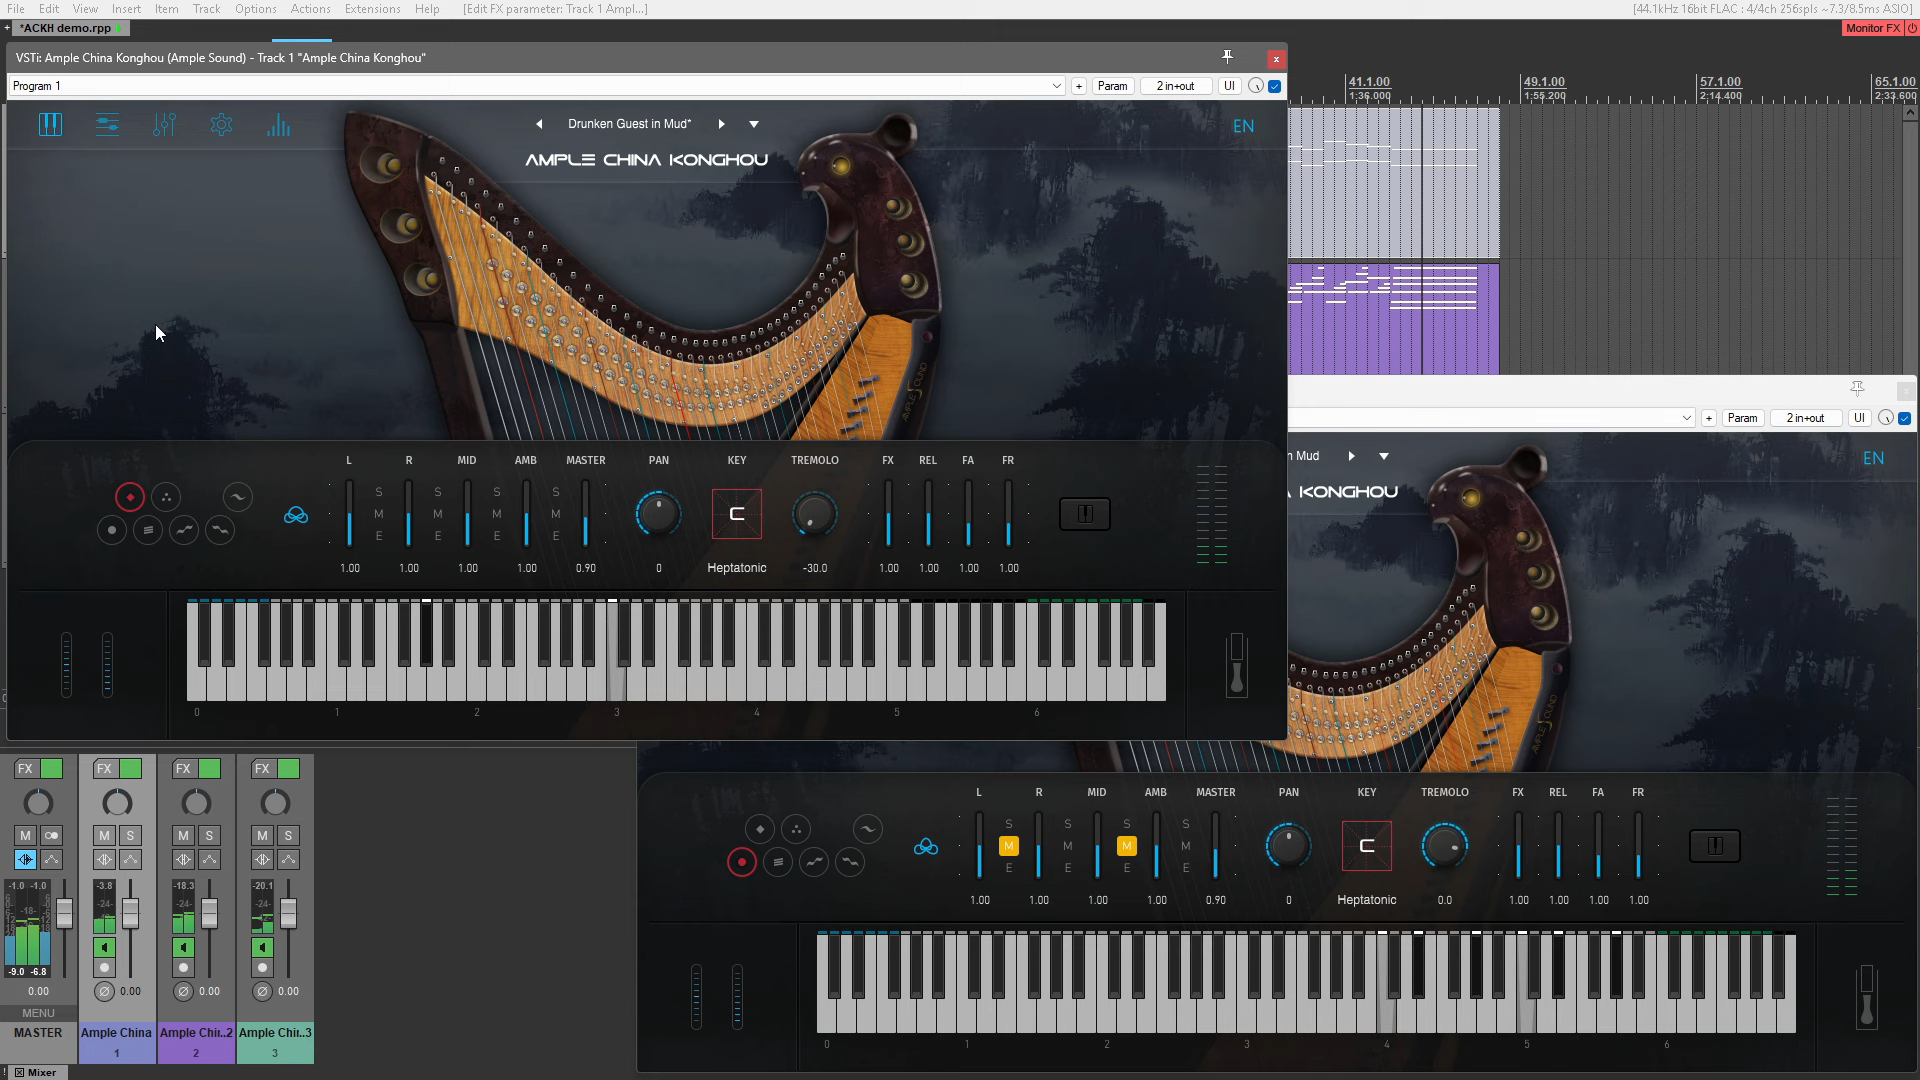 File Edit View Insert Item Track Options Actions Extensions Help [Edit FX parameter: Track 1 Ampl...] [44.1kHz 16bit FLAC : 4/4ch 256spls ~7.3/8.5ms ASIO]
+ *ACKH demo.rpp Monitor FX
VSTi: Ample China Konghou (Ample Sound) - Track 1 "Ample China Konghou" x
Program 1 + Param 2 in+out UI
41.1.00 49.1.00 57.1.00 65.1.00
1:36.000 1:55.200 2:14.400 2:33.600
Drunken Guest in Mud* EN
AMPLE CHINA KONGHOU
AMPLE SOUND
L R MID AMB MASTER PAN KEY TREMOLO FX REL FA FR
S S S S
M M M M C
E E E E
1.00 1.00 1.00 1.00 0.90 0 Heptatonic -30.0 1.00 1.00 1.00 1.00
0 1 2 3 4 5 6
+ Param 2 in+out UI
n Mud EN
KONGHOU
AMPLE SOUND
L R MID AMB MASTER PAN KEY TREMOLO FX REL FA FR
S S S S
M M M M C
E E E E
1.00 1.00 1.00 1.00 0.90 0 Heptatonic 0.0 1.00 1.00 1.00 1.00
0 1 2 3 4 5 6
FX FX FX FX
M M S M S M S
-1.0 -1.0 -3.8 -18.3 -20.1
-18- -24- -24- -24-
-9.0 -6.8
0.00 0.00 0.00 0.00
MENU
MASTER Ample China Ample Chii..2 Ample Chii..3
1 2 3
! Mixer